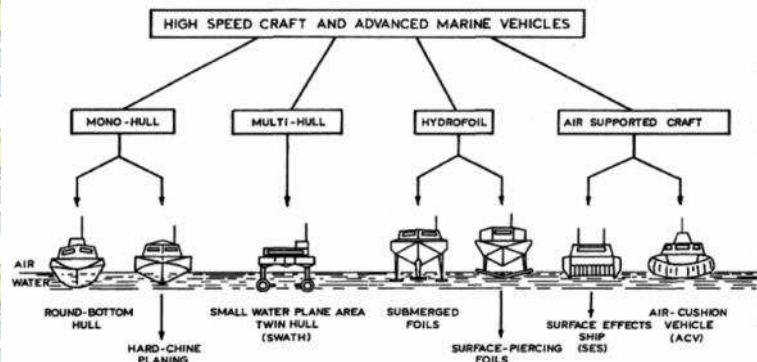 HIGH SPEED CRAFT AND ADVANCED MARINE VEHICLES
MONO-HULL
MULTI-HULL
HYDROFOIL
AIR SUPPORTED CRAFT
AIR
WATER
ROUND-BOTTOM
HULL
HARD-CHINE
PLANING
SMALL WATER PLANE AREA
TWIN HULL
(SWATH)
SUBMERGED
FOILS
SURFACE-PIERCING
FOILS
SURFACE EFFECTS
SHIP
(SES)
AIR-CUSHION
VEHICLE
(ACV)